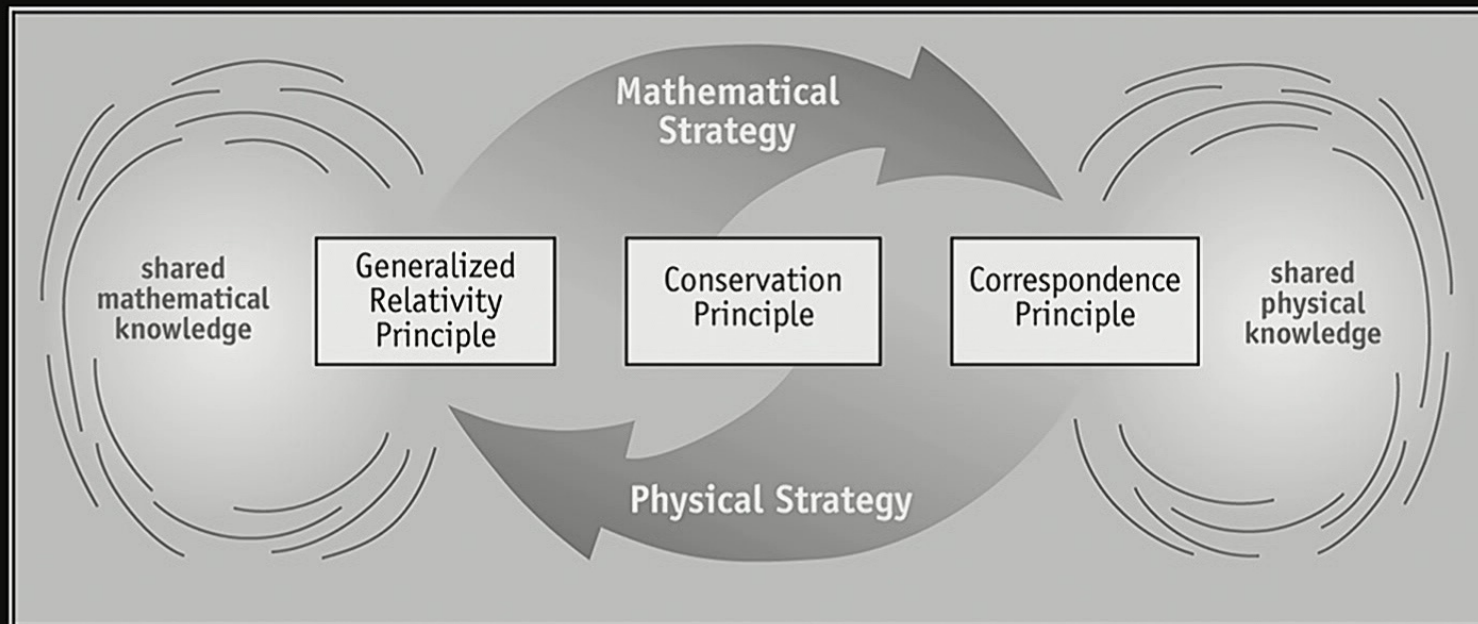 Mathematical
Strategy
shared
mathematical
knowledge
Generalized
Relativity
Principle
Conservation
Principle
Correspondence
Principle
shared
physical
knowledge
Physical Strategy